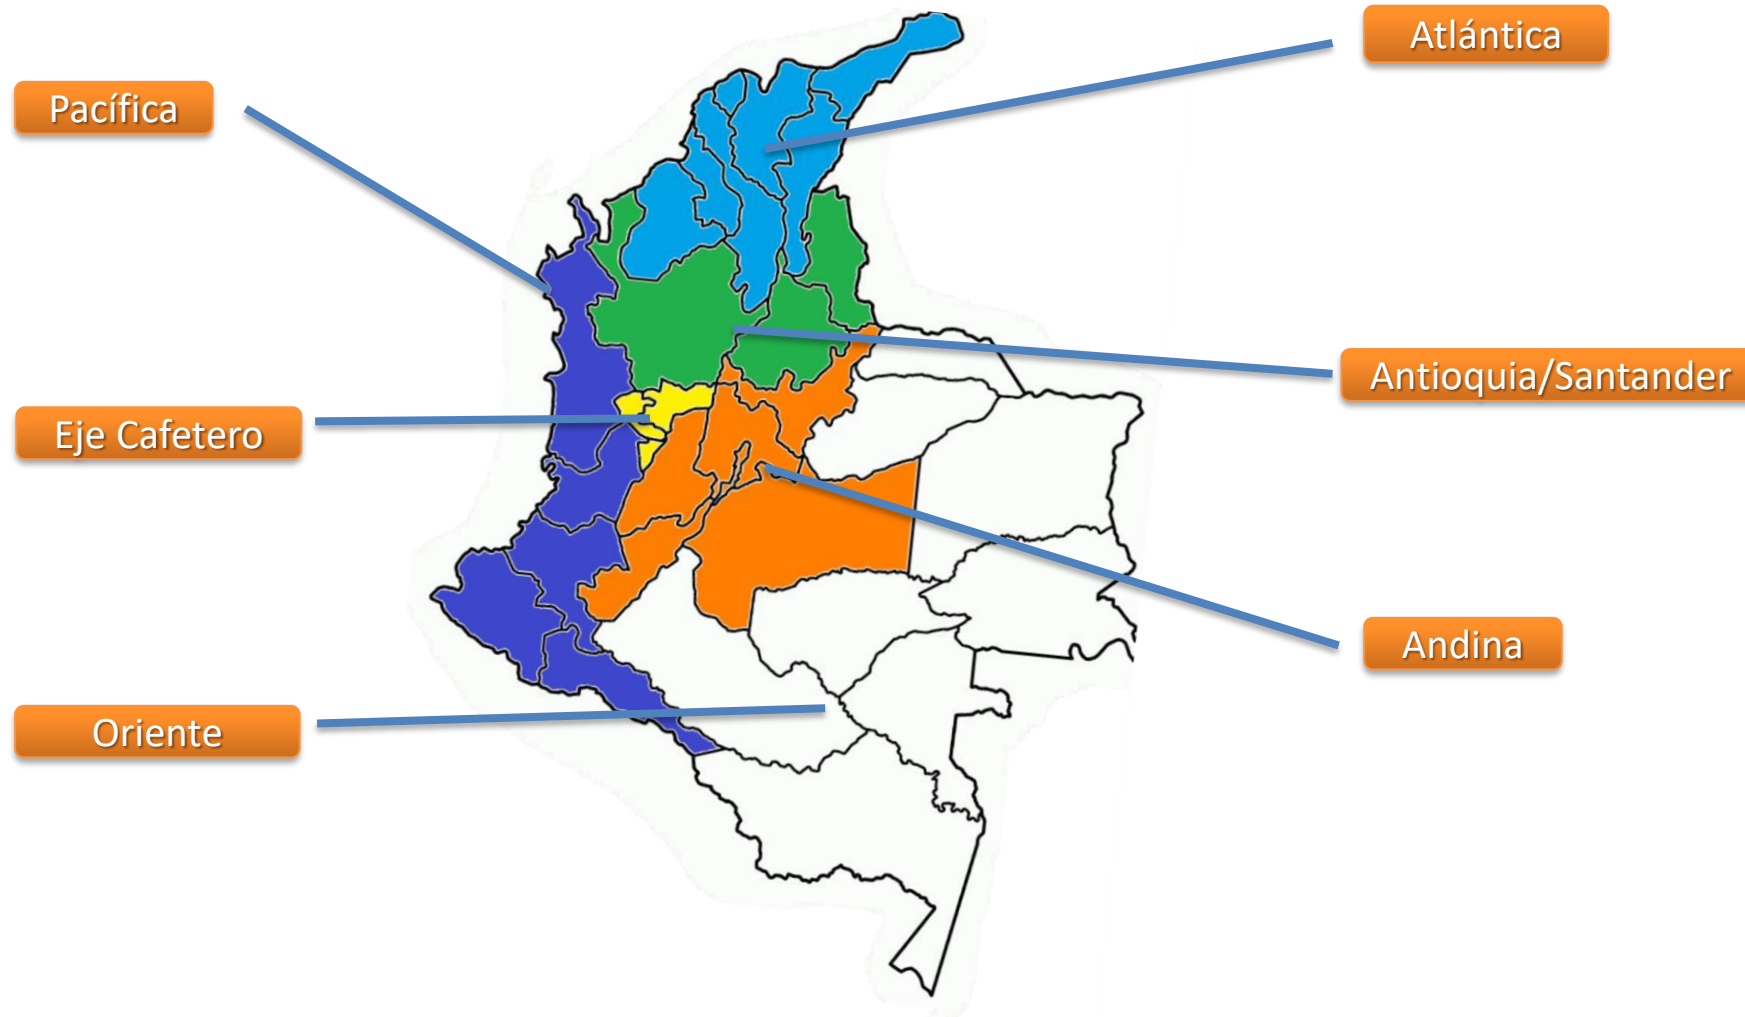 Atlántica
Pacífica
Antioquia/Santander
Eje Cafetero
Andina
Oriente